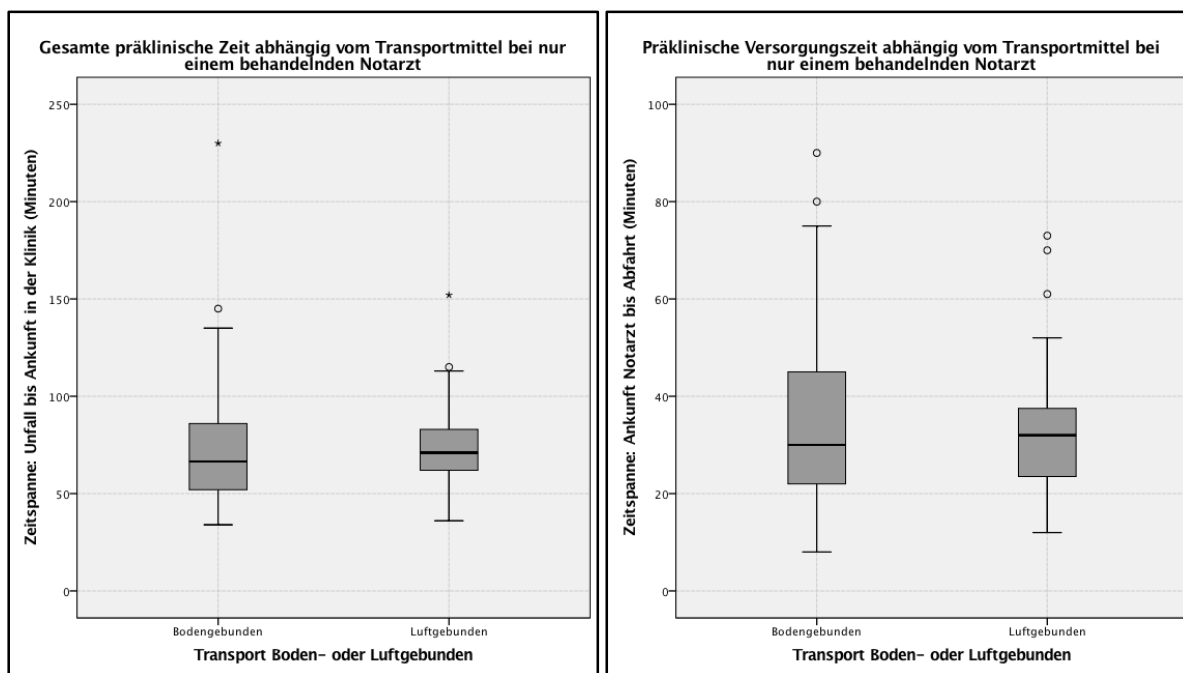 Gesamte präklinische Zeit abhängig vom Transportmittel bei nur
einem behandelnden Notarzt
Zeitspanne: Unfall bis Ankunft in der Klinik (Minuten)
250
200
150
100
50
0
Bodengebunden
Luftgebunden
Transport Boden- oder Luftgebunden
Präklinische Versorgungszeit abhängig vom Transportmittel bei
nur einem behandelnden Notarzt
Zeitspanne: Ankunft Notarzt bis Abfahrt (Minuten)
100
80
60
40
20
0
Bodengebunden
Luftgebunden
Transport Boden- oder Luftgebunden